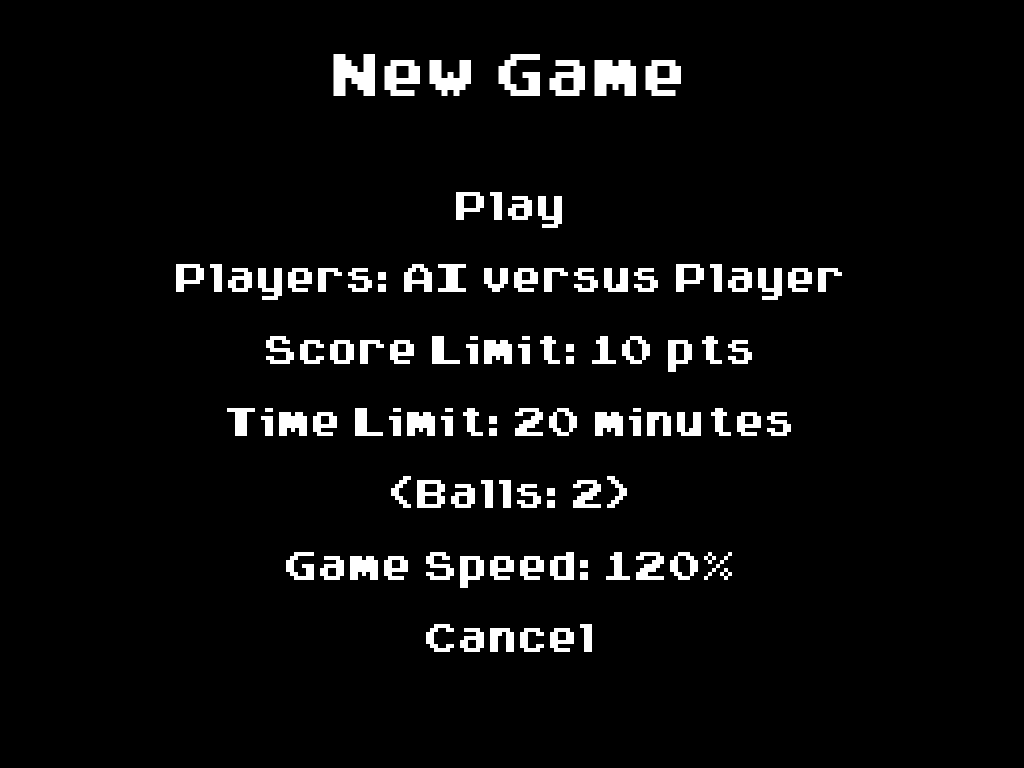 New Game
Play
Players: AI versus Player
Score Limit: 10 pts
Time Limit: 20 minutes
(Balls: 2)
Game Speed: 120%
Cancel